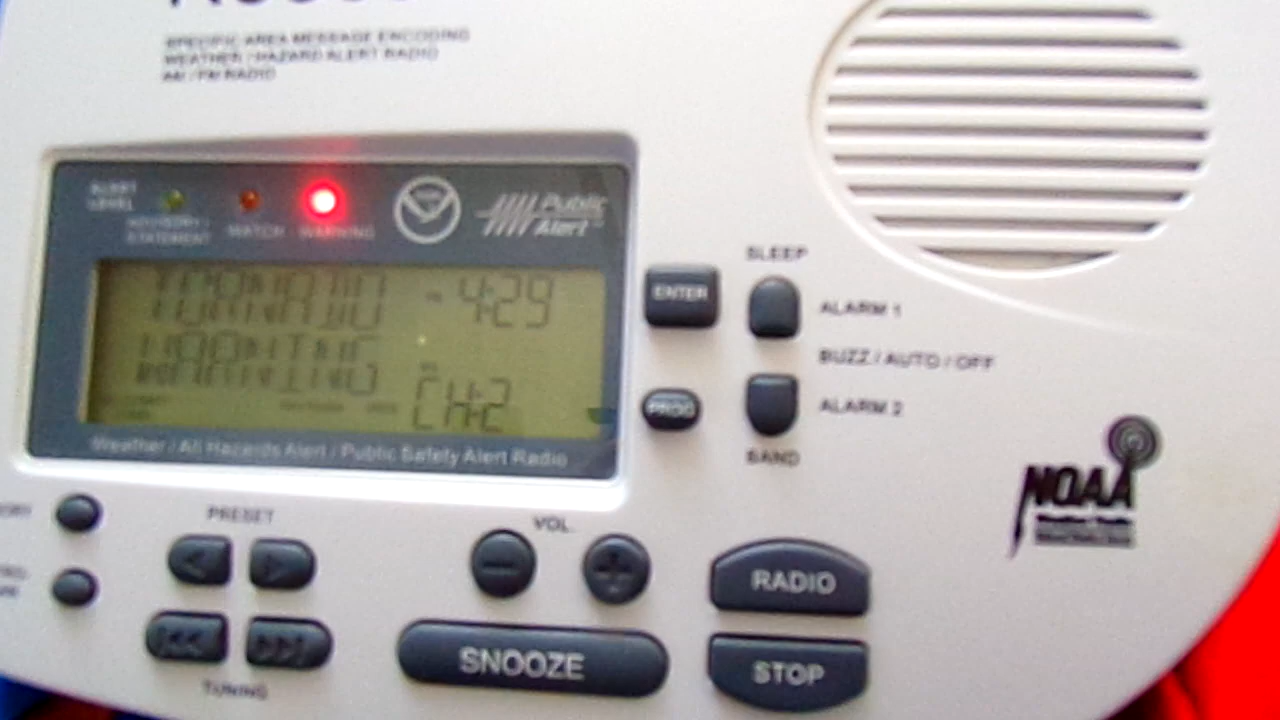 SPECIFIC AREA MESSAGE ENCODING
WEATHER / HAZARD ALERT RADIO
AM / FM RADIO
ALERT
LEVEL
ADVISORY /
STATEMENT
WATCH
WARNING
Public
Alert
TORNADO
4:29
WARNING
CH:2
Weather / All Hazards Alert / Public Safety Alert Radio
ENTER
PROG
SLEEP
ALARM 1
BUZZ / AUTO / OFF
ALARM 2
BAND
NOAA
PRESET
VOL
TUNING
RADIO
SNOOZE
STOP